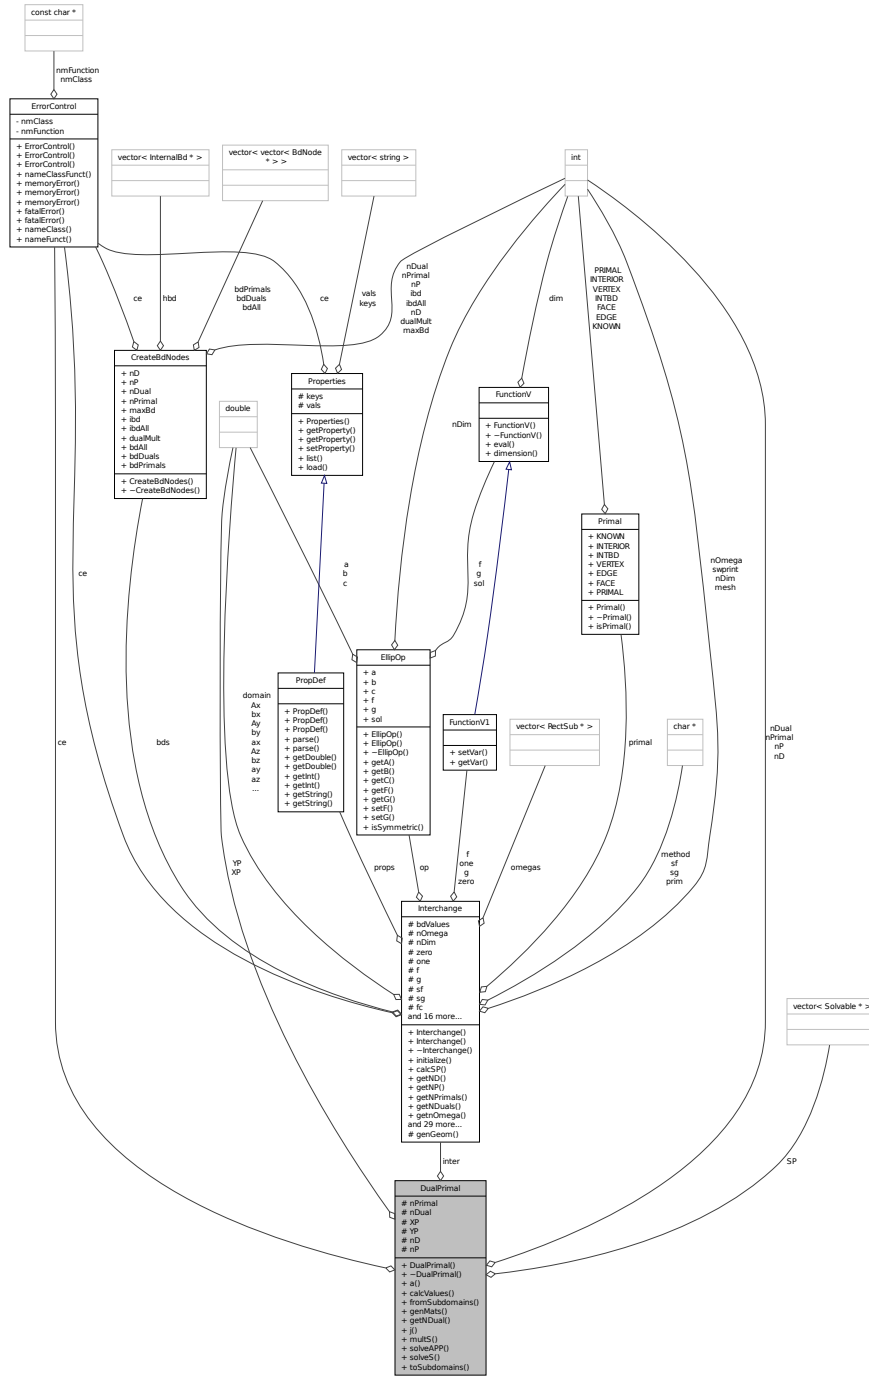 const char *
nmFunction
nmClass
ErrorControl
- nmClass
- nmFunction
+ ErrorControl()
+ ErrorControl()
+ ErrorControl()
+ nameClassFunct()
+ memoryError()
+ memoryError()
+ memoryError()
+ fatalError()
+ fatalError()
+ nameClass()
+ nameFunct()
vector< InternalBd * >
vector< vector< BdNode
* > >
vector< string >
int
ce
hbd
bdPrimals
bdDuals
bdAll
ce
vals
keys
nDual
nPrimal
nP
ibd
ibdAll
nD
dualMult
maxBd
dim
PRIMAL
INTERIOR
VERTEX
INTBD
FACE
EDGE
KNOWN
CreateBdNodes
+ nD
+ nP
+ nDual
+ nPrimal
+ maxBd
+ ibd
+ ibdAll
+ dualMult
+ bdAll
+ bdDuals
+ bdPrimals
+ CreateBdNodes()
+ ~CreateBdNodes()
double
Properties
# keys
# vals
+ Properties()
+ getProperty()
+ getProperty()
+ setProperty()
+ list()
+ load()
nDim
FunctionV
+ FunctionV()
+ ~FunctionV()
+ eval()
+ dimension()
Primal
+ KNOWN
+ INTERIOR
+ INTBD
+ VERTEX
+ EDGE
+ FACE
+ PRIMAL
+ Primal()
+ ~Primal()
+ isPrimal()
ce
a
b
c
f
g
sol
nOmega
swprint
nDim
mesh
PropDef
+ PropDef()
+ PropDef()
+ PropDef()
+ parse()
+ parse()
+ getDouble()
+ getDouble()
+ getInt()
+ getInt()
+ getString()
+ getString()
EllipOp
+ a
+ b
+ c
+ f
+ g
+ sol
+ EllipOp()
+ EllipOp()
+ ~EllipOp()
+ getA()
+ getB()
+ getC()
+ getF()
+ getG()
+ setF()
+ setG()
+ isSymmetric()
FunctionV1
+ setVar()
+ getVar()
vector< RectSub * >
char *
ce
bds
domain
Ax
bx
Ay
by
ax
Az
bz
ay
az
...
primal
nDual
nPrimal
nP
nD
YP
XP
props
op
f
one
g
zero
omegas
method
sf
sg
prim
Interchange
# bdValues
# nOmega
# nDim
# zero
# one
# f
# g
# sf
# sg
# fc
and 16 more...
+ Interchange()
+ Interchange()
+ ~Interchange()
+ initialize()
+ calcSP()
+ getND()
+ getNP()
+ getNPrimals()
+ getNDuals()
+ getnOmega()
and 29 more...
# genGeom()
vector< Solvable * >
inter
SP
DualPrimal
# nPrimal
# nDual
# XP
# YP
# nD
# nP
+ DualPrimal()
+ ~DualPrimal()
+ a()
+ calcValues()
+ fromSubdomains()
+ genMats()
+ getNDual()
+ j()
+ multS()
+ solveAPP()
+ solveS()
+ toSubdomains()